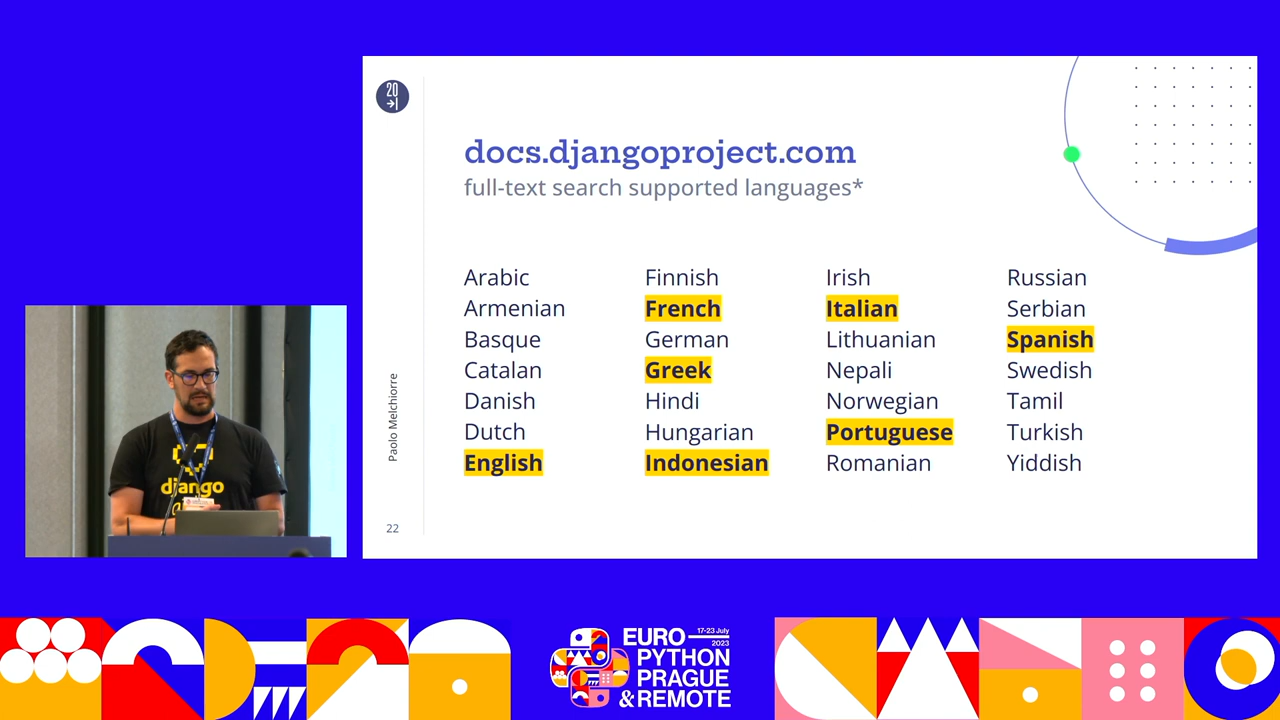 20
docs.djangoproject.com
full-text search supported languages*
Arabic
Armenian
Basque
Catalan
Danish
Dutch
English
Finnish
French
German
Greek
Hindi
Hungarian
Indonesian
Irish
Italian
Lithuanian
Nepali
Norwegian
Portuguese
Romanian
Russian
Serbian
Spanish
Swedish
Tamil
Turkish
Yiddish
Paolo Melchiorre
22
django
EURO
17-23 July
2023
PYTHON
PRAGUE
& REMOTE